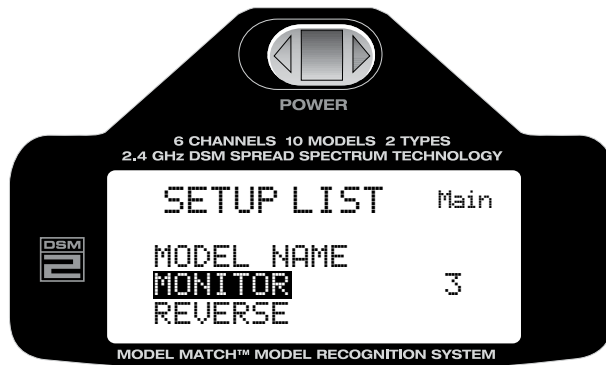 POWER
6 CHANNELS 10 MODELS 2 TYPES
2.4 GHz DSM SPREAD SPECTRUM TECHNOLOGY
SETUP LIST Main
DSM
2
MODEL NAME
MONITOR 3
REVERSE
MODEL MATCH™ MODEL RECOGNITION SYSTEM